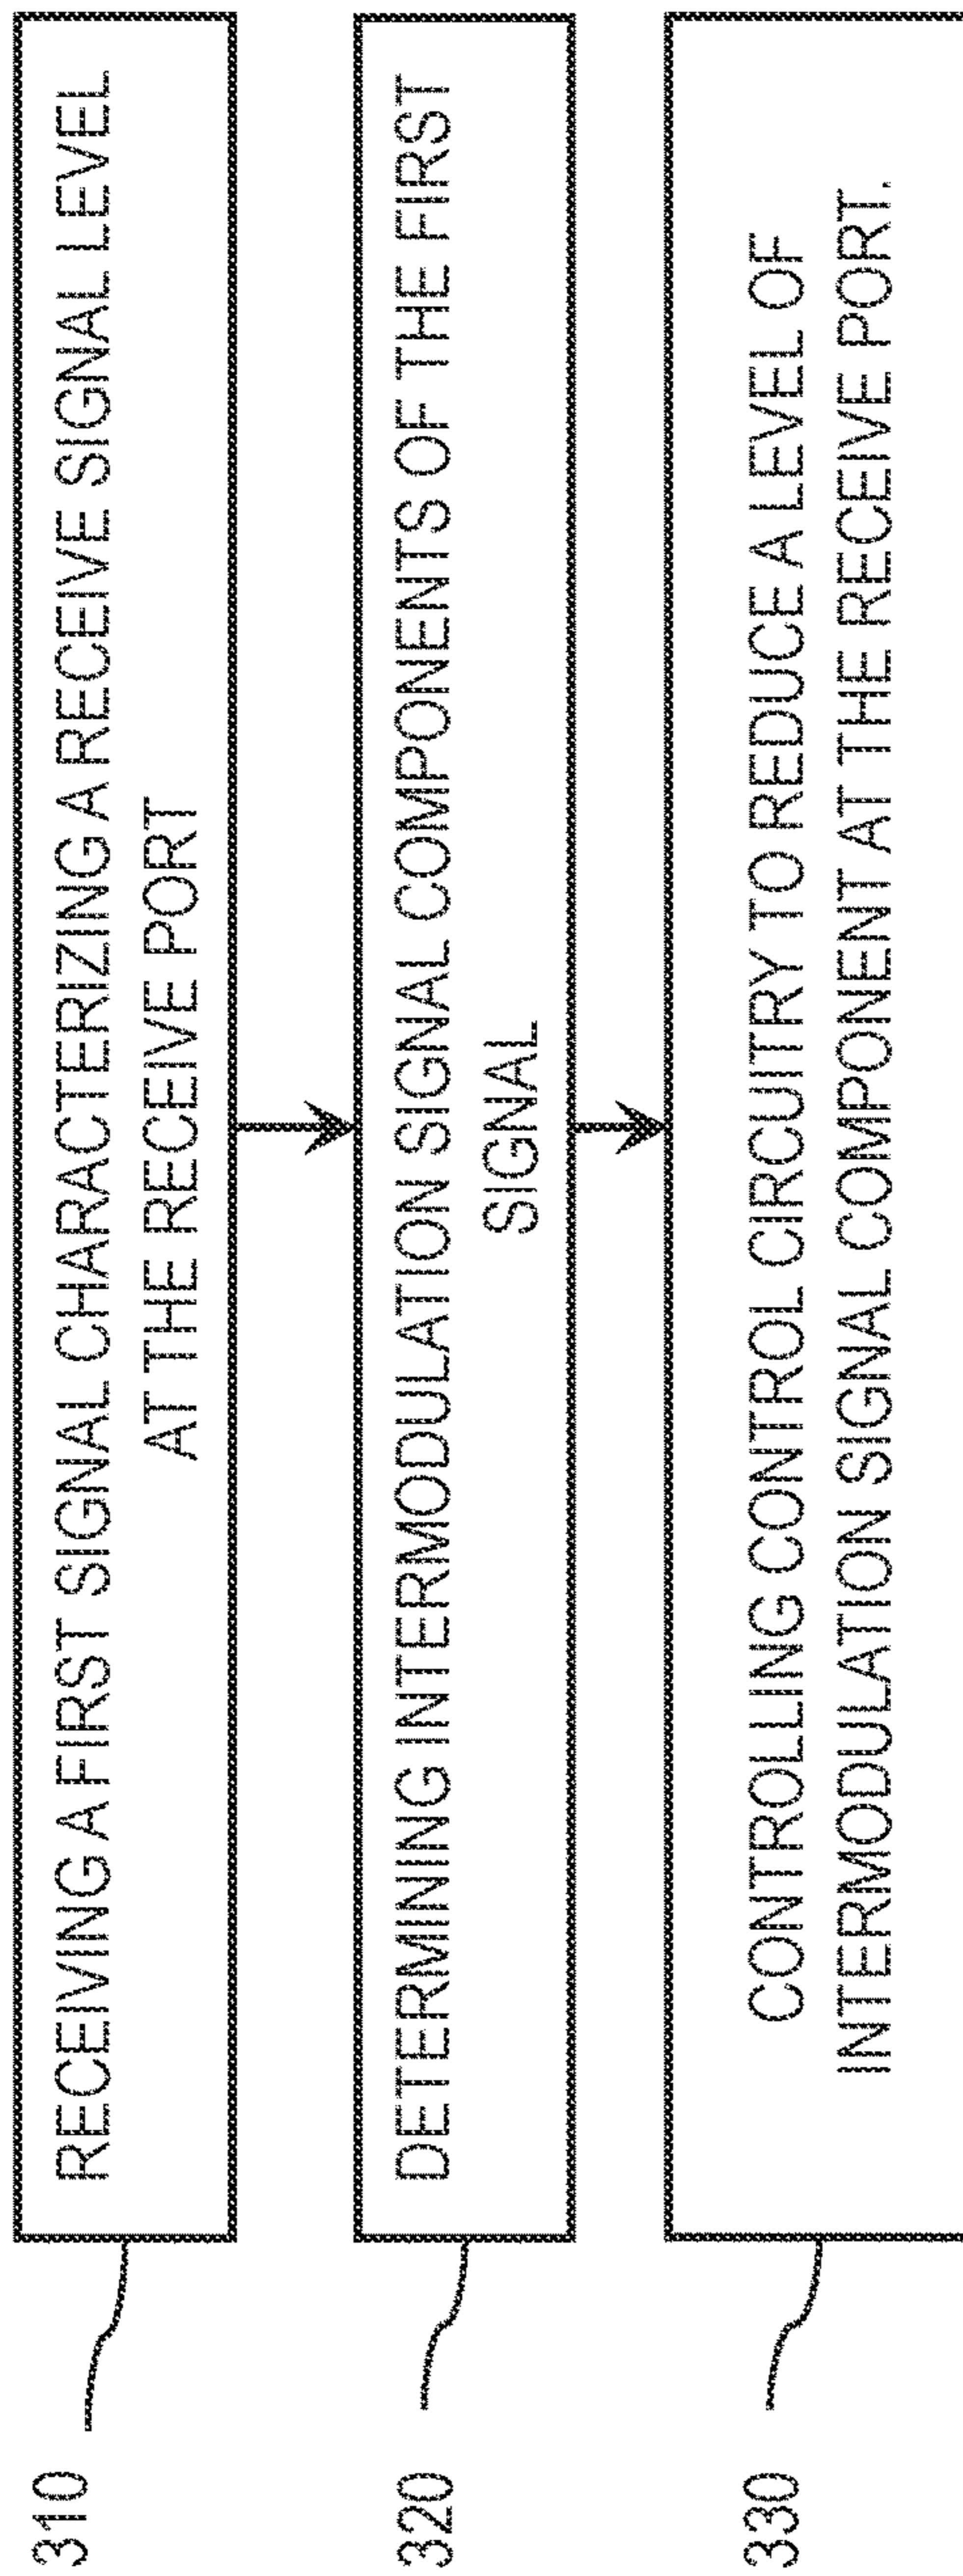 310
RECEIVING A FIRST SIGNAL CHARACTERIZING A RECEIVE SIGNAL LEVEL
AT THE RECEIVE PORT
320
DETERMINING INTERMODULATION SIGNAL COMPONENTS OF THE FIRST
SIGNAL
330
CONTROLLING CONTROL CIRCUITRY TO REDUCE A LEVEL OF
INTERMODULATION SIGNAL COMPONENT AT THE RECEIVE PORT.